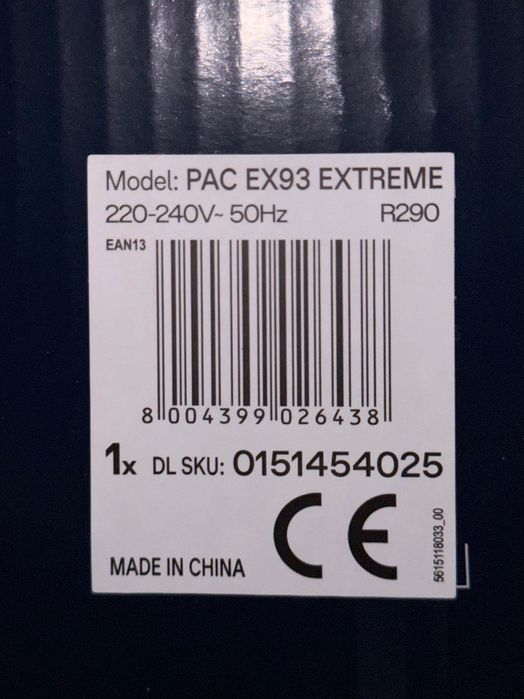 Model: PAC EX93 EXTREME
220-240V~ 50Hz R290
EAN13
8 004399 026438
1x DL SKU: 0151454025
CE
MADE IN CHINA
5615118033_00